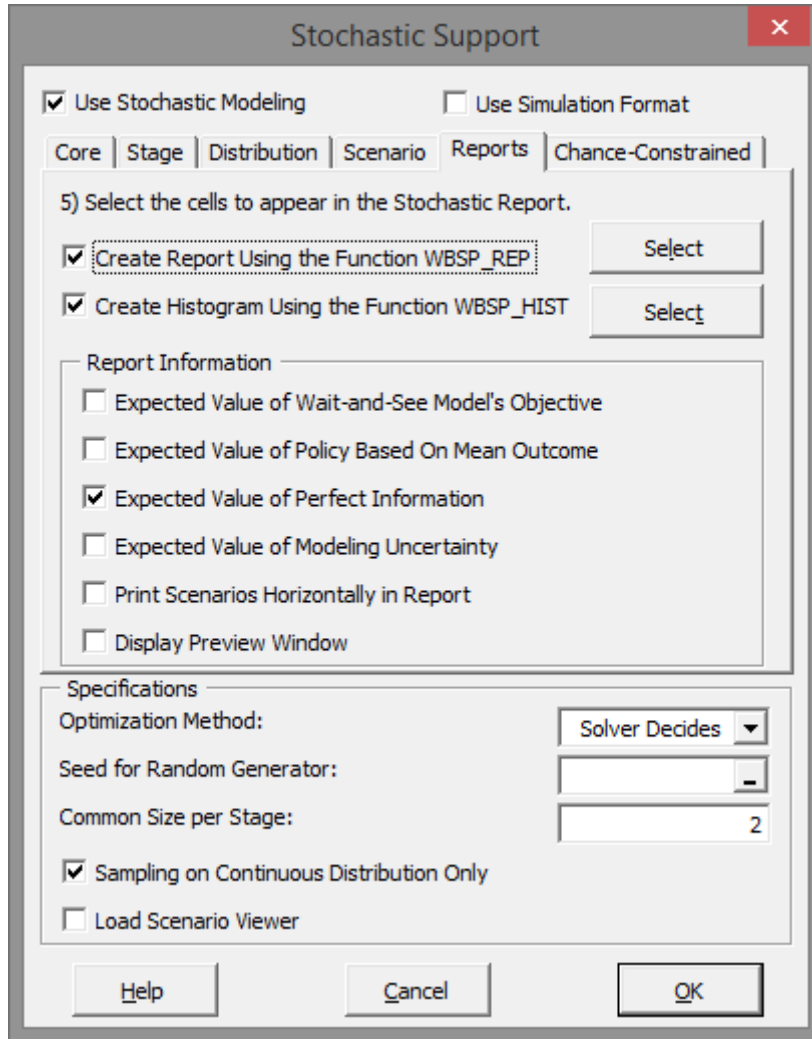 Stochastic Support
Use Stochastic Modeling Use Simulation Format
Core Stage Distribution Scenario Reports Chance-Constrained
5) Select the cells to appear in the Stochastic Report.
Create Report Using the Function WBSP_REP Select
Create Histogram Using the Function WBSP_HIST Select
Report Information
Expected Value of Wait-and-See Model's Objective
Expected Value of Policy Based On Mean Outcome
Expected Value of Perfect Information
Expected Value of Modeling Uncertainty
Print Scenarios Horizontally in Report
Display Preview Window
Specifications
Optimization Method: Solver Decides
Seed for Random Generator:
Common Size per Stage: 2
Sampling on Continuous Distribution Only
Load Scenario Viewer
Help Cancel OK